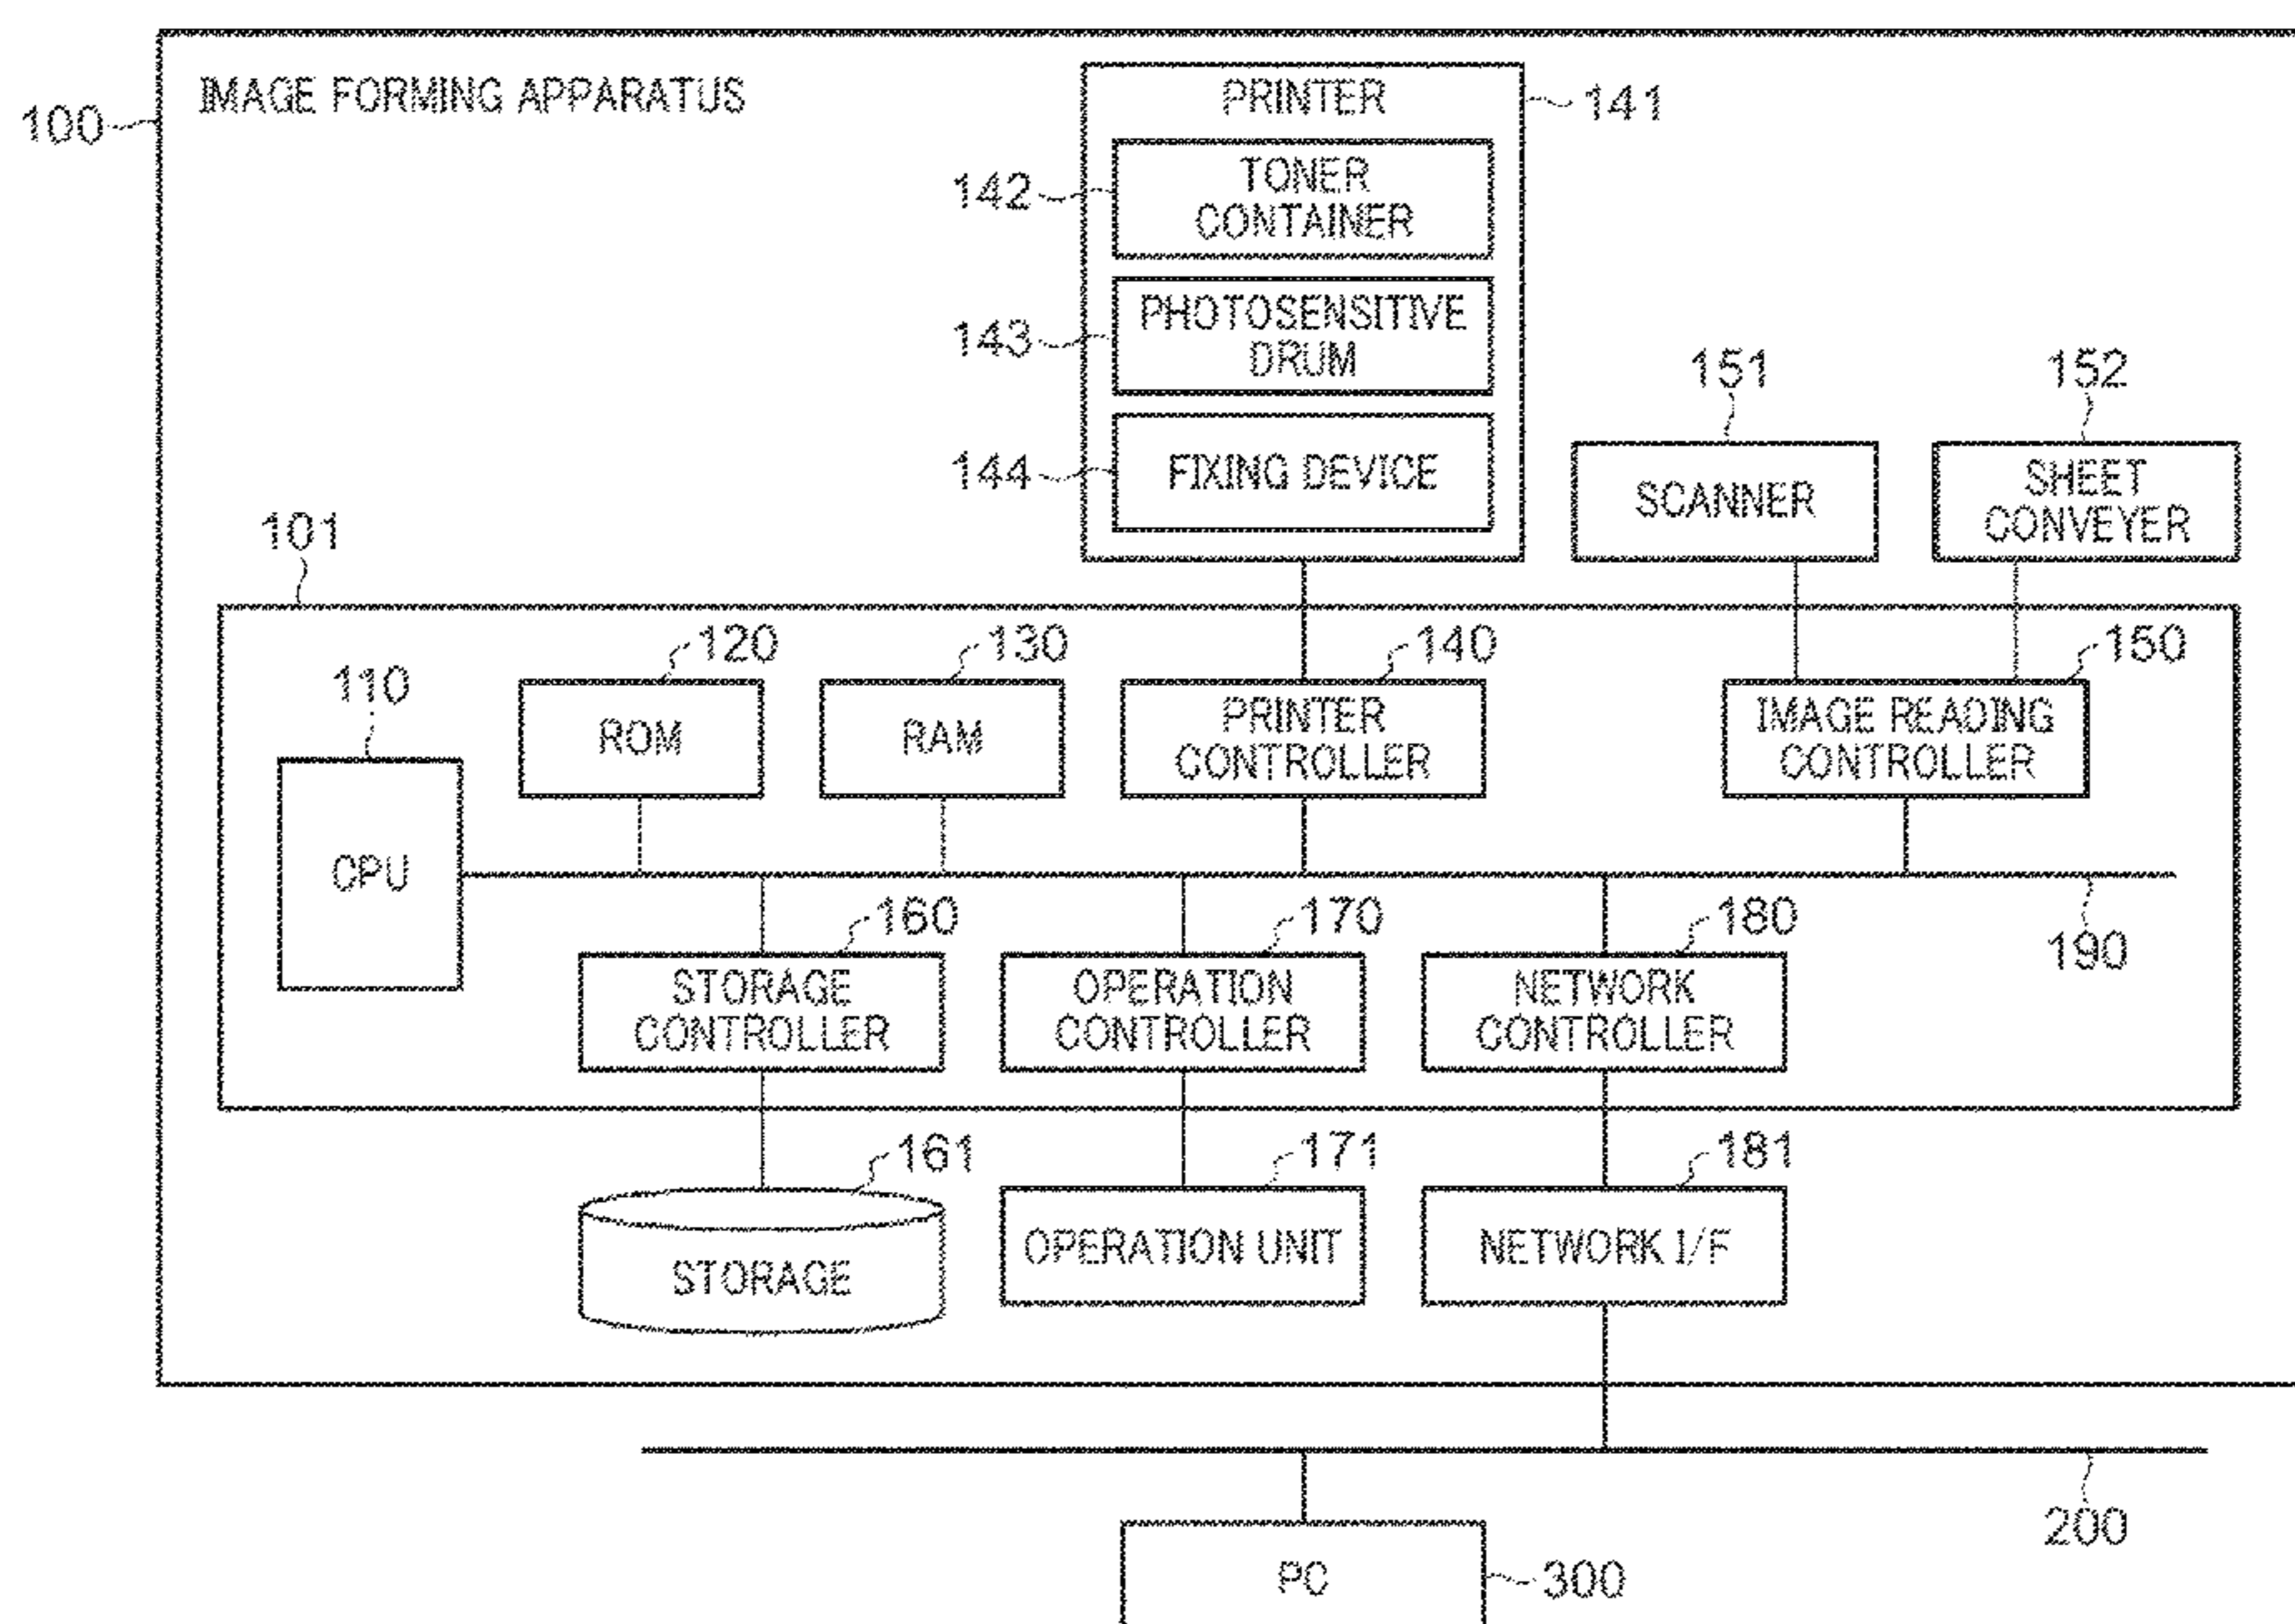 IMAGE FORMING APPARATUS
100
PRINTER
141
142
TONER
CONTAINER
143
PHOTOSENSITIVE
DRUM
144
FIXING DEVICE
151
SCANNER
152
SHEET
CONVEYER
101
110
CPU
120
ROM
130
RAM
140
PRINTER
CONTROLLER
150
IMAGE READING
CONTROLLER
160
STORAGE
CONTROLLER
170
OPERATION
CONTROLLER
180
NETWORK
CONTROLLER
190
161
STORAGE
171
OPERATION UNIT
181
NETWORK I/F
200
PC
300